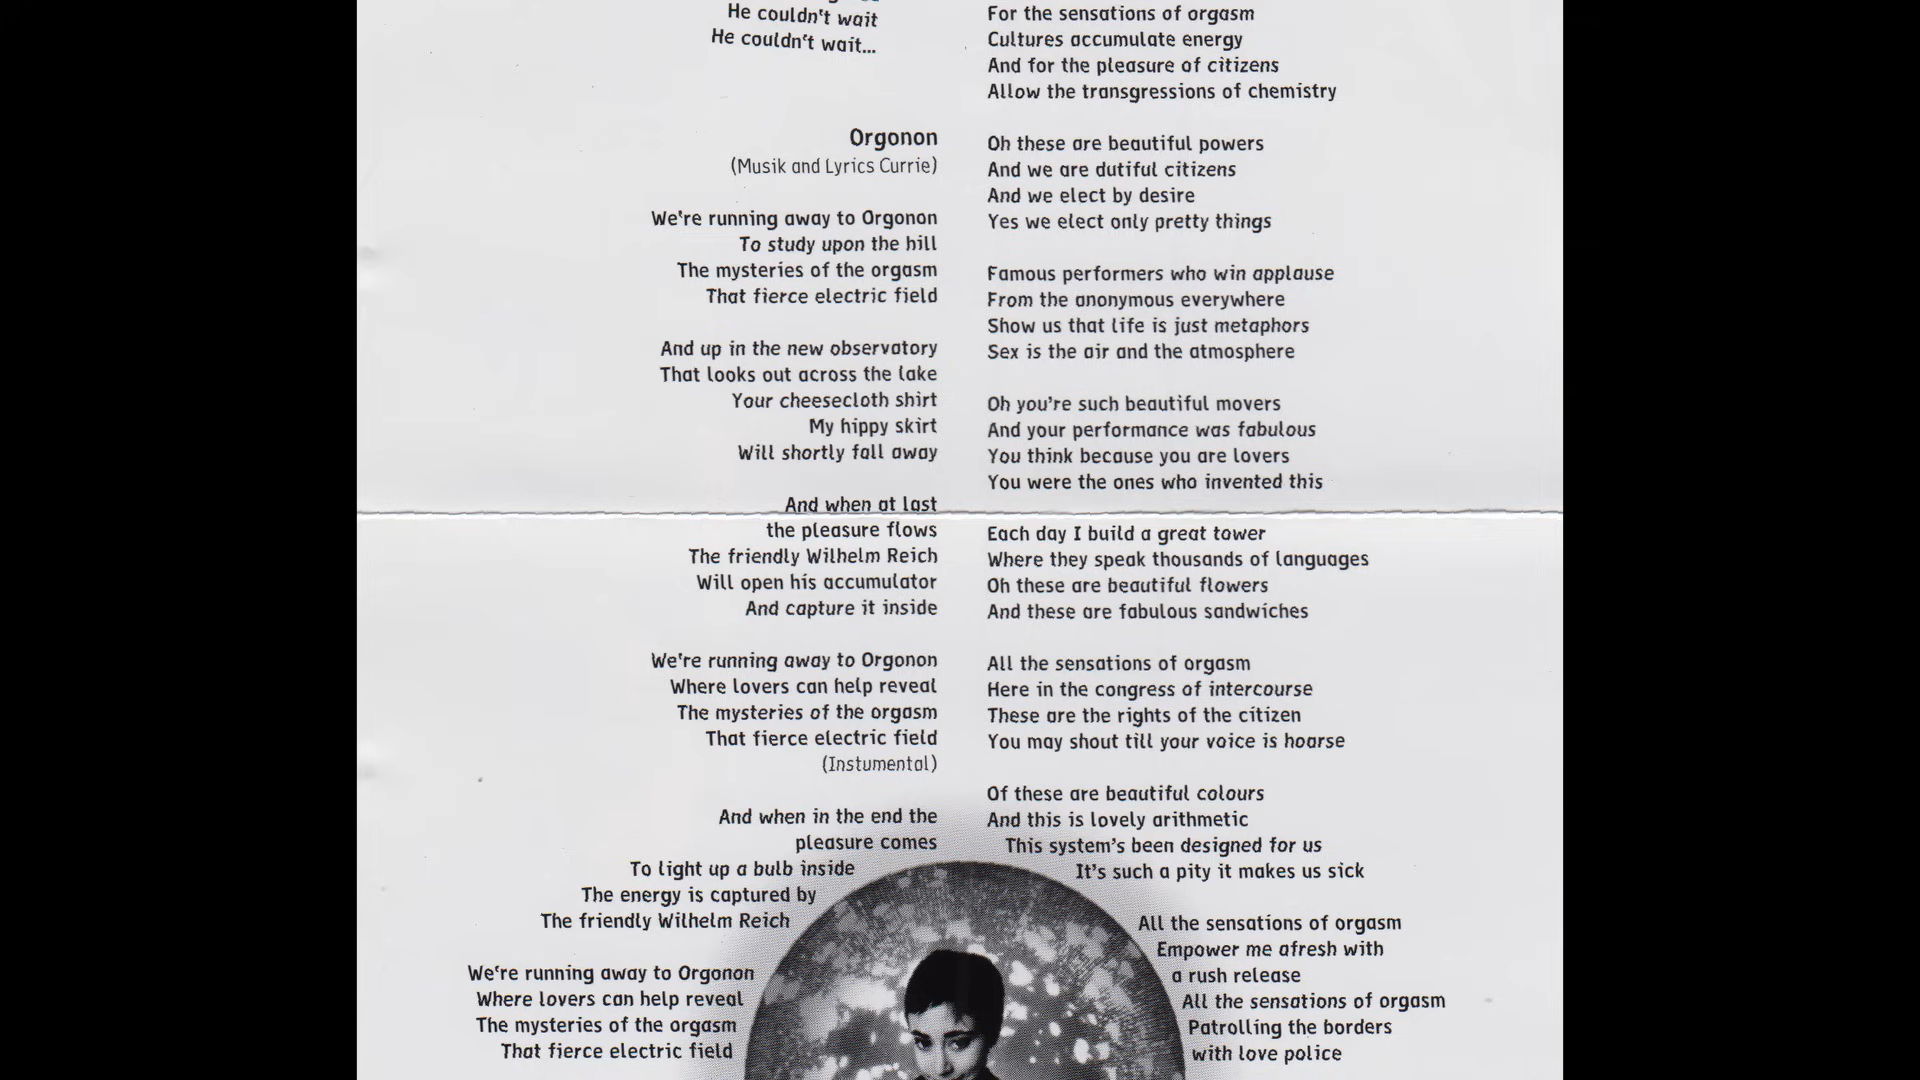 He couldn't wait
He couldn't wait...
Orgonon
(Musik and Lyrics Currie)
We're running away to Orgonon
To study upon the hill
The mysteries of the orgasm
That fierce electric field
And up in the new observatory
That looks out across the lake
Your cheesecloth shirt
My hippy skirt
Will shortly fall away
And when at last
the pleasure flows
The friendly Wilhelm Reich
Will open his accumulator
And capture it inside
We're running away to Orgonon
Where lovers can help reveal
The mysteries of the orgasm
That fierce electric field
(Instumental)
And when in the end the
pleasure comes
To light up a bulb inside
The energy is captured by
The friendly Wilhelm Reich
We're running away to Orgonon
Where lovers can help reveal
The mysteries of the orgasm
That fierce electric field
For the sensations of orgasm
Cultures accumulate energy
And for the pleasure of citizens
Allow the transgressions of chemistry
Oh these are beautiful powers
And we are dutiful citizens
And we elect by desire
Yes we elect only pretty things
Famous performers who win applause
From the anonymous everywhere
Show us that life is just metaphors
Sex is the air and the atmosphere
Oh you're such beautiful movers
And your performance was fabulous
You think because you are lovers
You were the ones who invented this
Each day I build a great tower
Where they speak thousands of languages
Oh these are beautiful flowers
And these are fabulous sandwiches
All the sensations of orgasm
Here in the congress of intercourse
These are the rights of the citizen
You may shout till your voice is hoarse
Of these are beautiful colours
And this is lovely arithmetic
This system's been designed for us
It's such a pity it makes us sick
All the sensations of orgasm
Empower me afresh with
a rush release
All the sensations of orgasm
Patrolling the borders
with love police